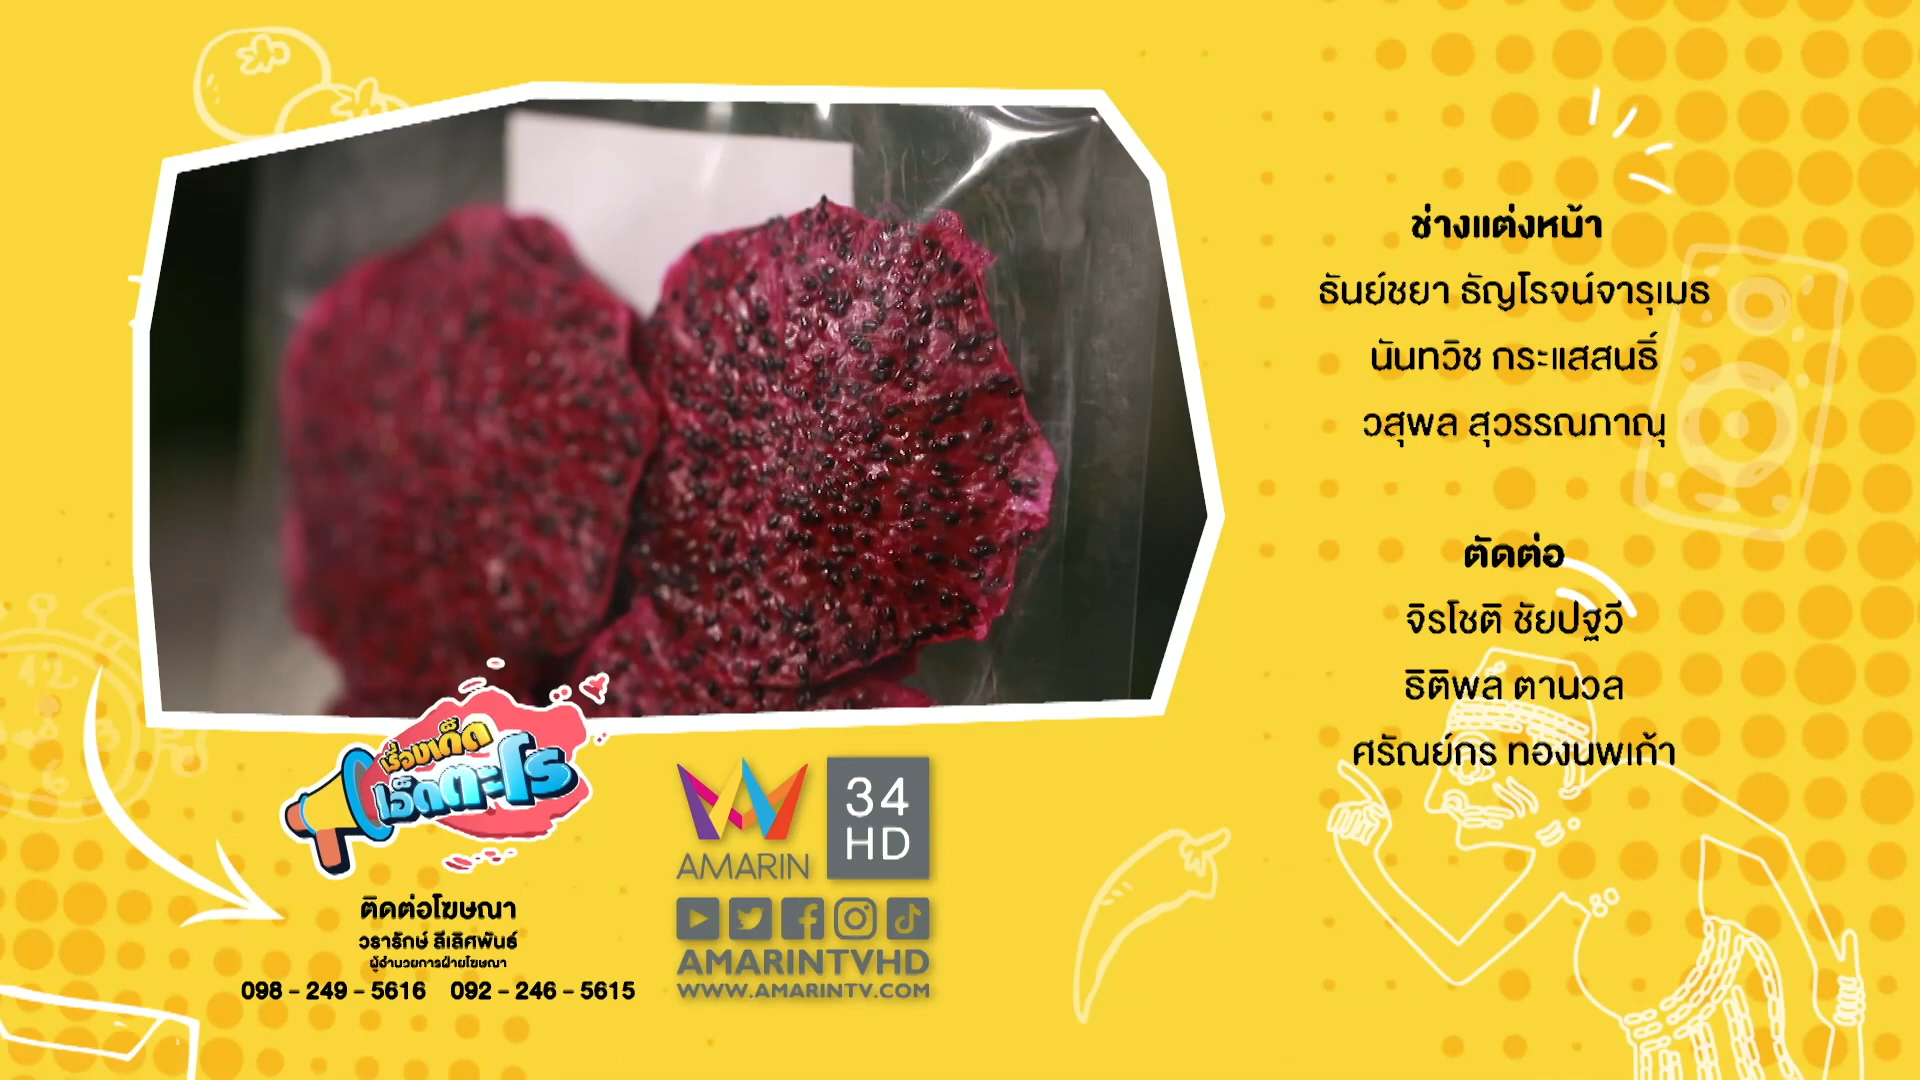 ช่างแต่งหน้า
ธันย์ชยา ธัญโรจน์จารุเมธ
นันทวิช กระแสสนธิ์
วสุพล สุวรรณภาณุ
ตัดต่อ
จิรโชติ ชัยปฐวี
ธิติพล ตานวล
ศรัณย์กร ทองนพเก้า
เรื่องเด็ด
เอ็ดตะโร
ติดต่อโฆษณา
วรารักษ์ ลีเลิศพันธ์
ผู้อำนวยการฝ่ายโฆษณา
098 - 249 - 5616 092 - 246 - 5615
AMARIN
34
HD
AMARINTVHD
WWW.AMARINTV.COM